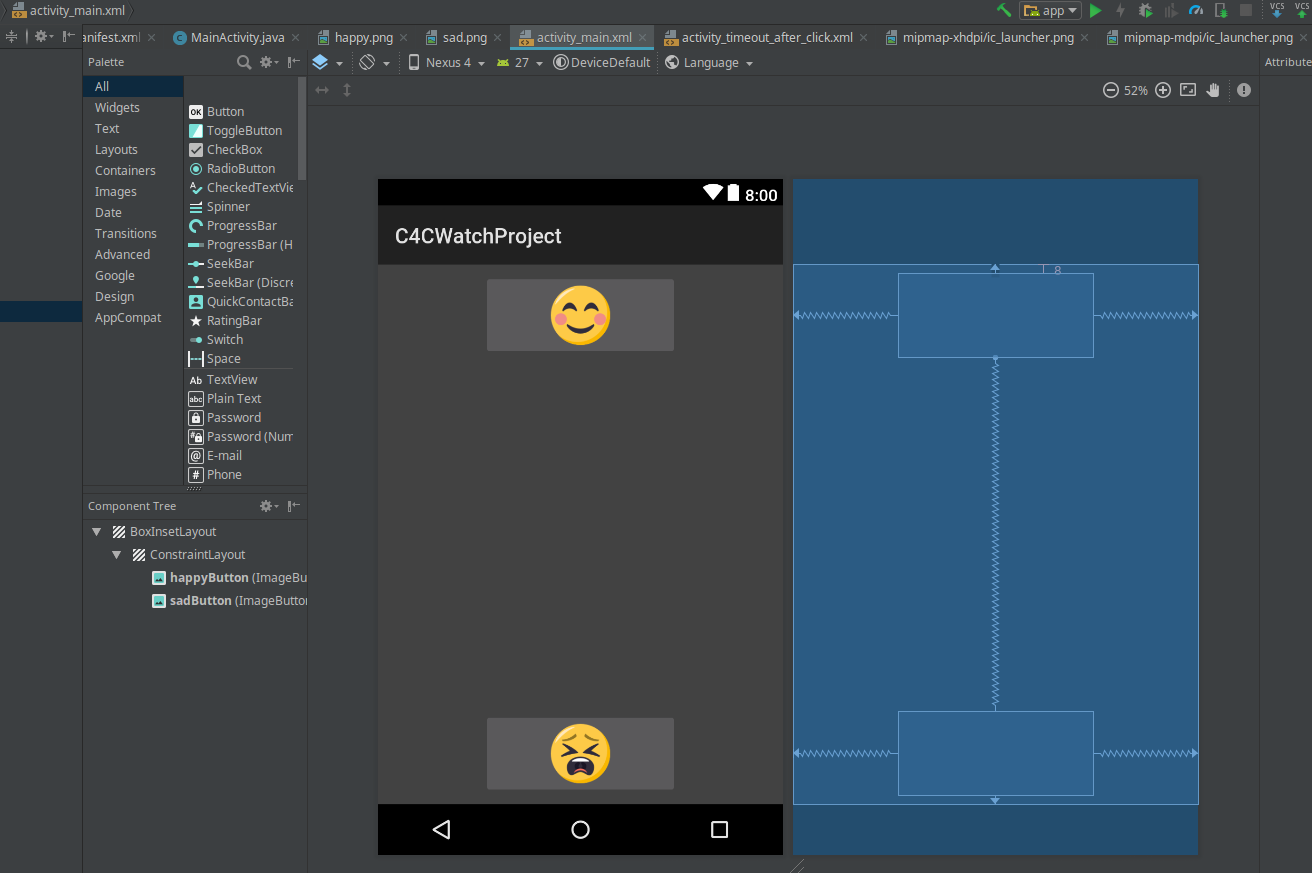 activity_main.xml
app
VCS
VCS
anifest.xml
MainActivity.java
happy.png
sad.png
activity_main.xml
activity_timeout_after_click.xml
mipmap-xhdpi/ic_launcher.png
mipmap-mdpi/ic_launcher.png
Palette
Nexus 4
27
DeviceDefault
Language
Attribute
52%
All
Widgets
Text
Layouts
Containers
Images
Date
Transitions
Advanced
Google
Design
AppCompat
OK Button
ToggleButton
CheckBox
RadioButton
CheckedTextVie
Spinner
ProgressBar
ProgressBar (H
SeekBar
SeekBar (Discre
QuickContactBa
RatingBar
Switch
Space
Ab TextView
abc Plain Text
Password
Password (Num
@ E-mail
# Phone
Component Tree
BoxInsetLayout
ConstraintLayout
happyButton (ImageBu
sadButton (ImageButton
8:00
C4CWatchProject
8